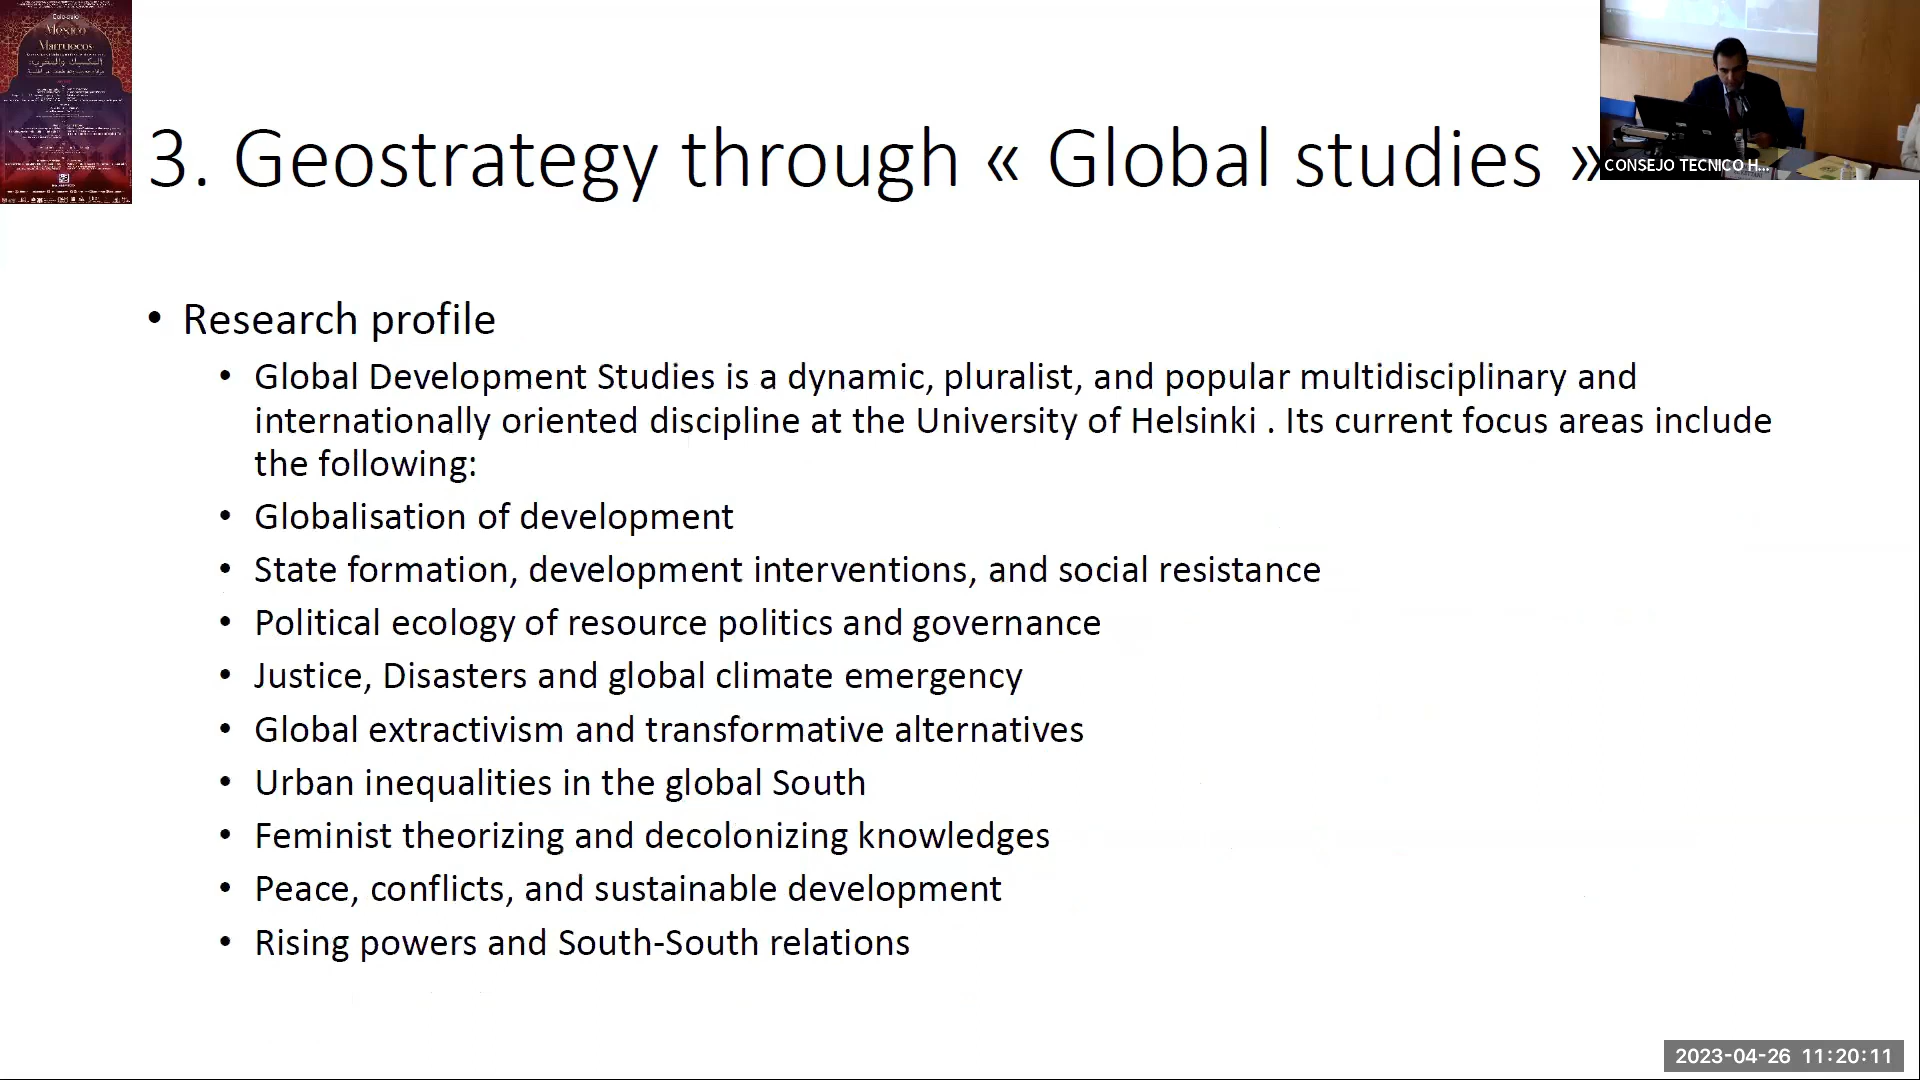 Coloquio
México
Marruecos
3. Geostrategy through « Global studies »
CONSEJO TECNICO H...
• Research profile
• Global Development Studies is a dynamic, pluralist, and popular multidisciplinary and
internationally oriented discipline at the University of Helsinki . Its current focus areas include
the following:
• Globalisation of development
• State formation, development interventions, and social resistance
• Political ecology of resource politics and governance
• Justice, Disasters and global climate emergency
• Global extractivism and transformative alternatives
• Urban inequalities in the global South
• Feminist theorizing and decolonizing knowledges
• Peace, conflicts, and sustainable development
• Rising powers and South-South relations
2023-04-26 11:20:11